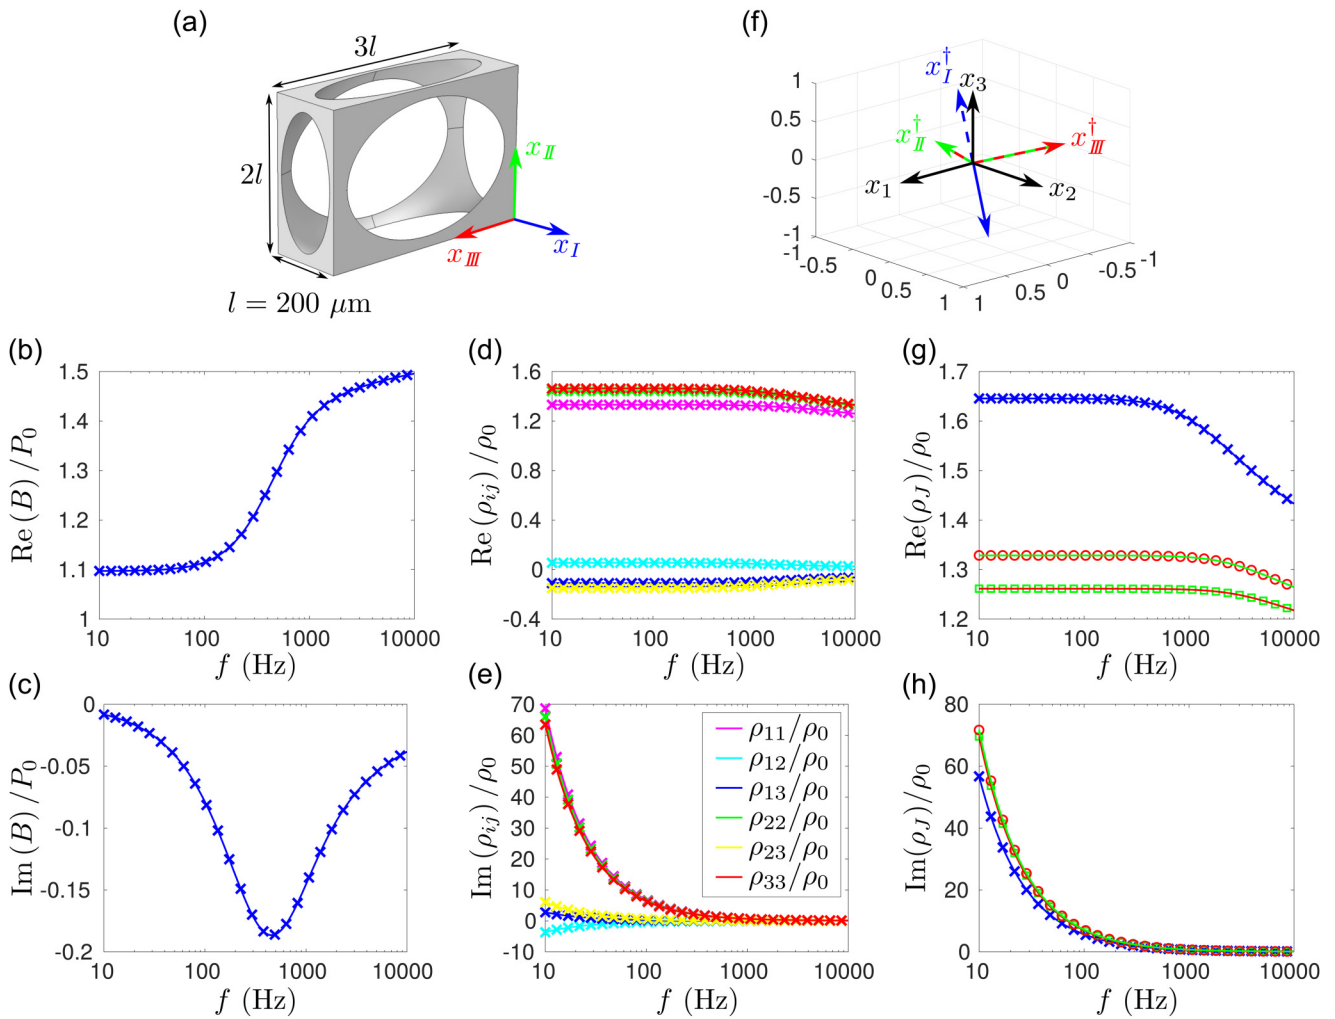 (a)
3l
2l
l = 200 μm
x_II
x_I
x_III
(f)
1
0.5
0
-0.5
-1
-1
-0.5
0
0.5
1
1
0.5
0
-0.5
-1
x_I^†
x_3
x_II^†
x_III^†
x_1
x_2
(b)
Re(B)/P_0
1.5
1.4
1.3
1.2
1.1
1
10
100
1000
10000
f (Hz)
(d)
Re(ρ_ij)/ρ_0
1.6
1.2
0.8
0.4
0
-0.4
10
100
1000
10000
f (Hz)
(g)
Re(ρ_J)/ρ_0
1.7
1.6
1.5
1.4
1.3
1.2
10
100
1000
10000
f (Hz)
(c)
Im(B)/P_0
0
-0.05
-0.1
-0.15
-0.2
10
100
1000
10000
f (Hz)
(e)
Im(ρ_ij)/ρ_0
70
60
50
40
30
20
10
0
-10
10
100
1000
10000
f (Hz)
ρ_11/ρ_0
ρ_12/ρ_0
ρ_13/ρ_0
ρ_22/ρ_0
ρ_23/ρ_0
ρ_33/ρ_0
(h)
Im(ρ_J)/ρ_0
80
60
40
20
0
10
100
1000
10000
f (Hz)